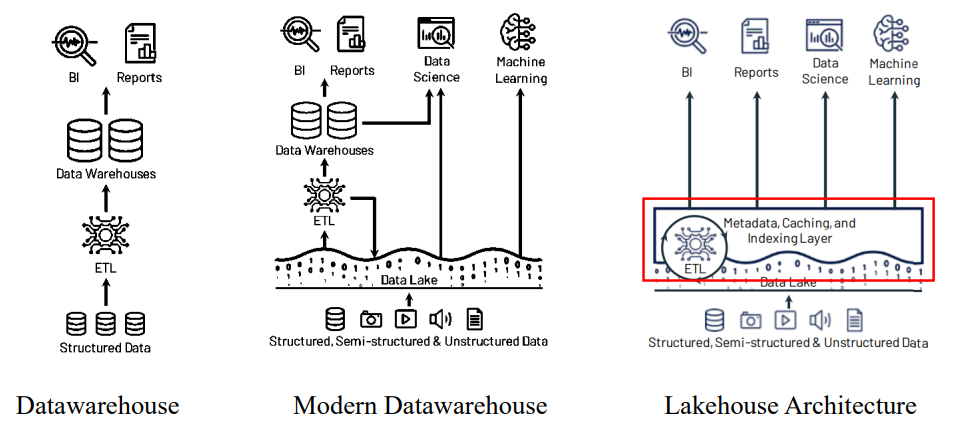 BI
Reports
Data Warehouses
ETL
Structured Data
Datawarehouse
BI
Reports
Data
Science
Machine
Learning
Data Warehouses
ETL
Data Lake
Structured, Semi-structured & Unstructured Data
Modern Datawarehouse
BI
Reports
Data
Science
Machine
Learning
Metadata, Caching, and
Indexing Layer
ETL
Data Lake
Structured, Semi-structured & Unstructured Data
Lakehouse Architecture